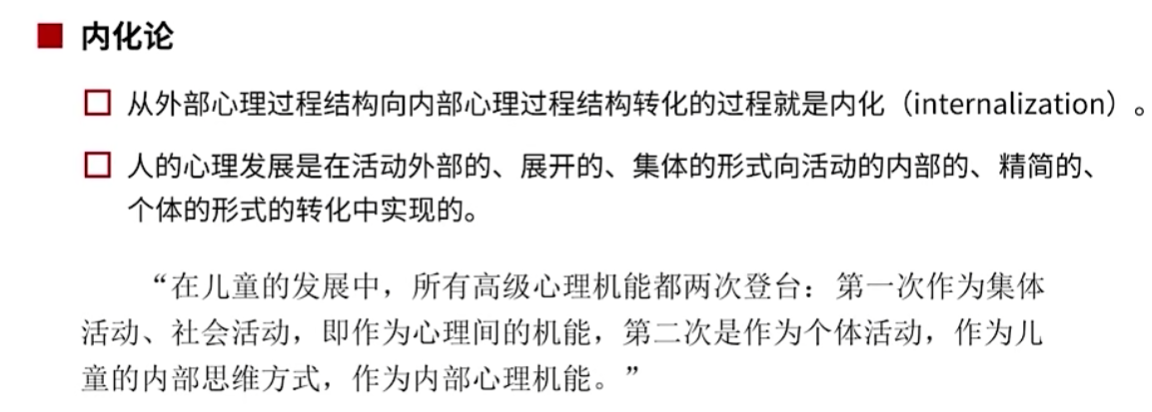 内化论
从外部心理过程结构向内部心理过程结构转化的过程就是内化（internalization）。
人的心理发展是在活动外部的、展开的、集体的形式向活动的内部的、精简的、
个体的形式的转化中实现的。
“在儿童的发展中，所有高级心理机能都两次登台：第一次作为集体
活动、社会活动，即作为心理间的机能，第二次是作为个体活动，作为儿
童的内部思维方式，作为内部心理机能。”